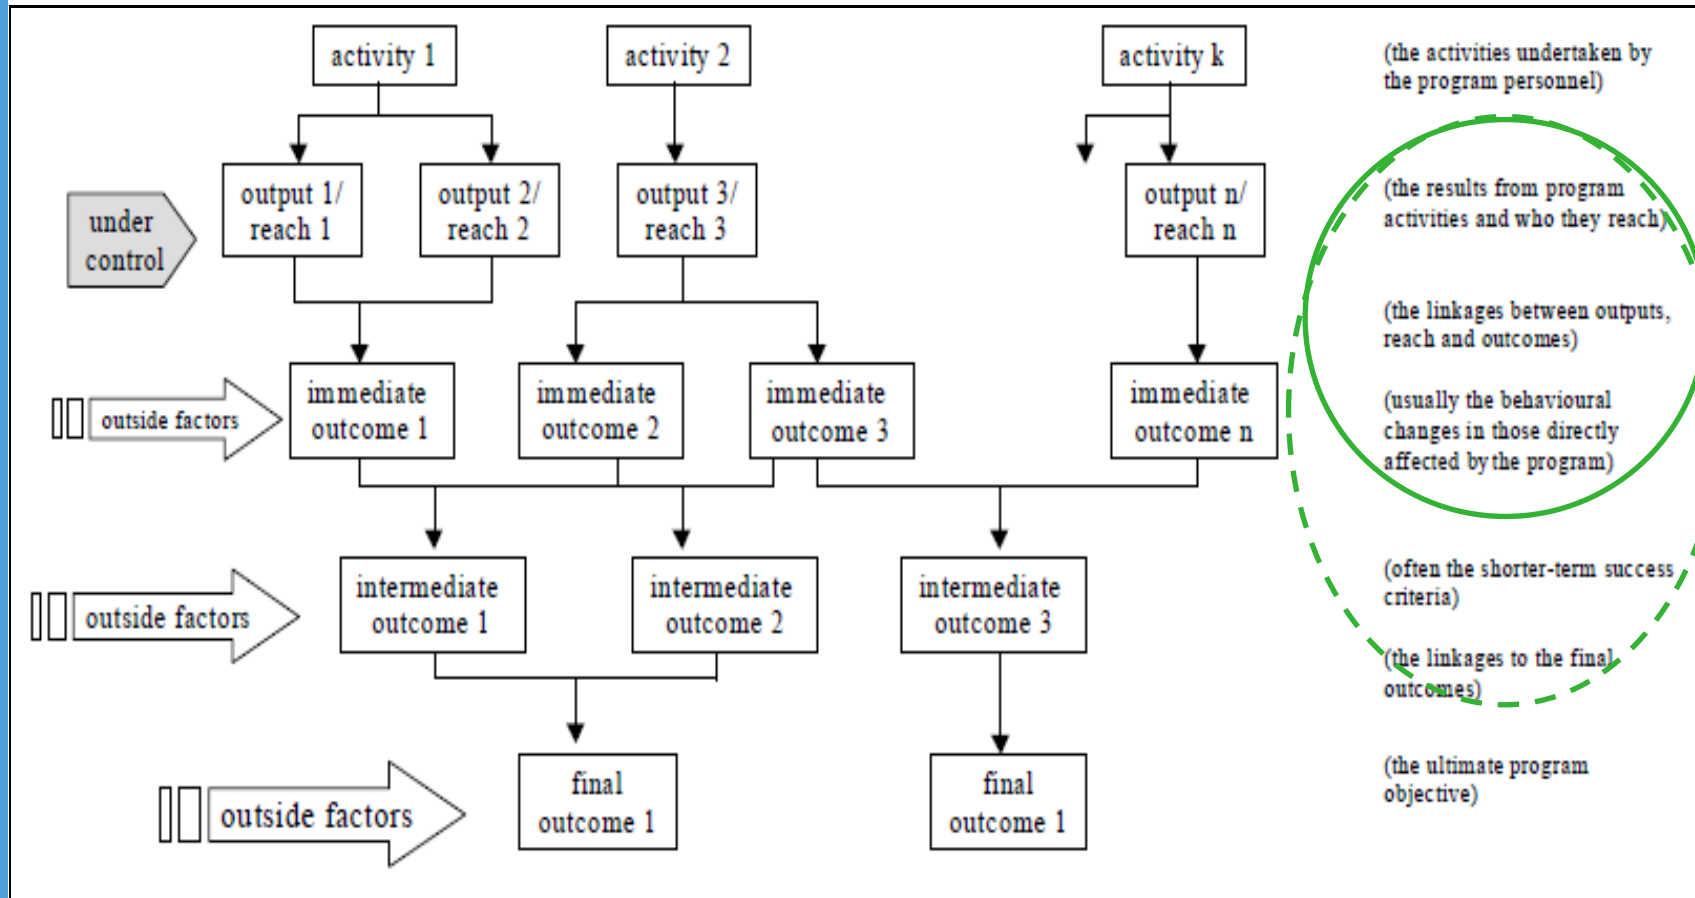 activity 1
activity 2
activity k
(the activities undertaken by
the program personnel)
under
control
output 1/
reach 1
output 2/
reach 2
output 3/
reach 3
output n/
reach n
(the results from program
activities and who they reach)
(the linkages between outputs,
reach and outcomes)
outside factors
immediate
outcome 1
immediate
outcome 2
immediate
outcome 3
immediate
outcome n
(usually the behavioural
changes in those directly
affected by the program)
outside factors
intermediate
outcome 1
intermediate
outcome 2
intermediate
outcome 3
(often the shorter-term success
criteria)
(the linkages to the final
outcomes)
outside factors
final
outcome 1
final
outcome 1
(the ultimate program
objective)